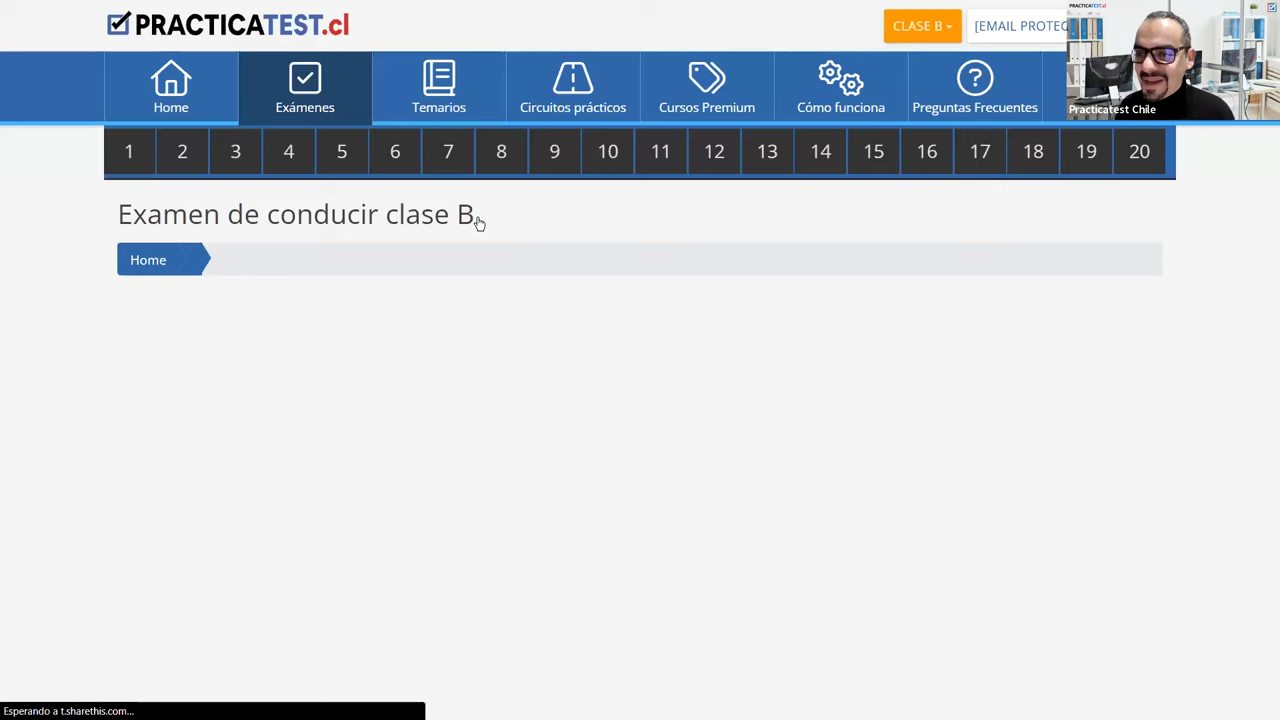 PRACTICATEST.cl
CLASE B
[EMAIL PROTEC
PRACTICATEST.cl
Practicatest Chile
Home
Exámenes
Temarios
Circuitos prácticos
Cursos Premium
Cómo funciona
Preguntas Frecuentes
1 2 3 4 5 6 7 8 9 10 11 12 13 14 15 16 17 18 19 20
Examen de conducir clase B
Home
Esperando a t.sharethis.com...